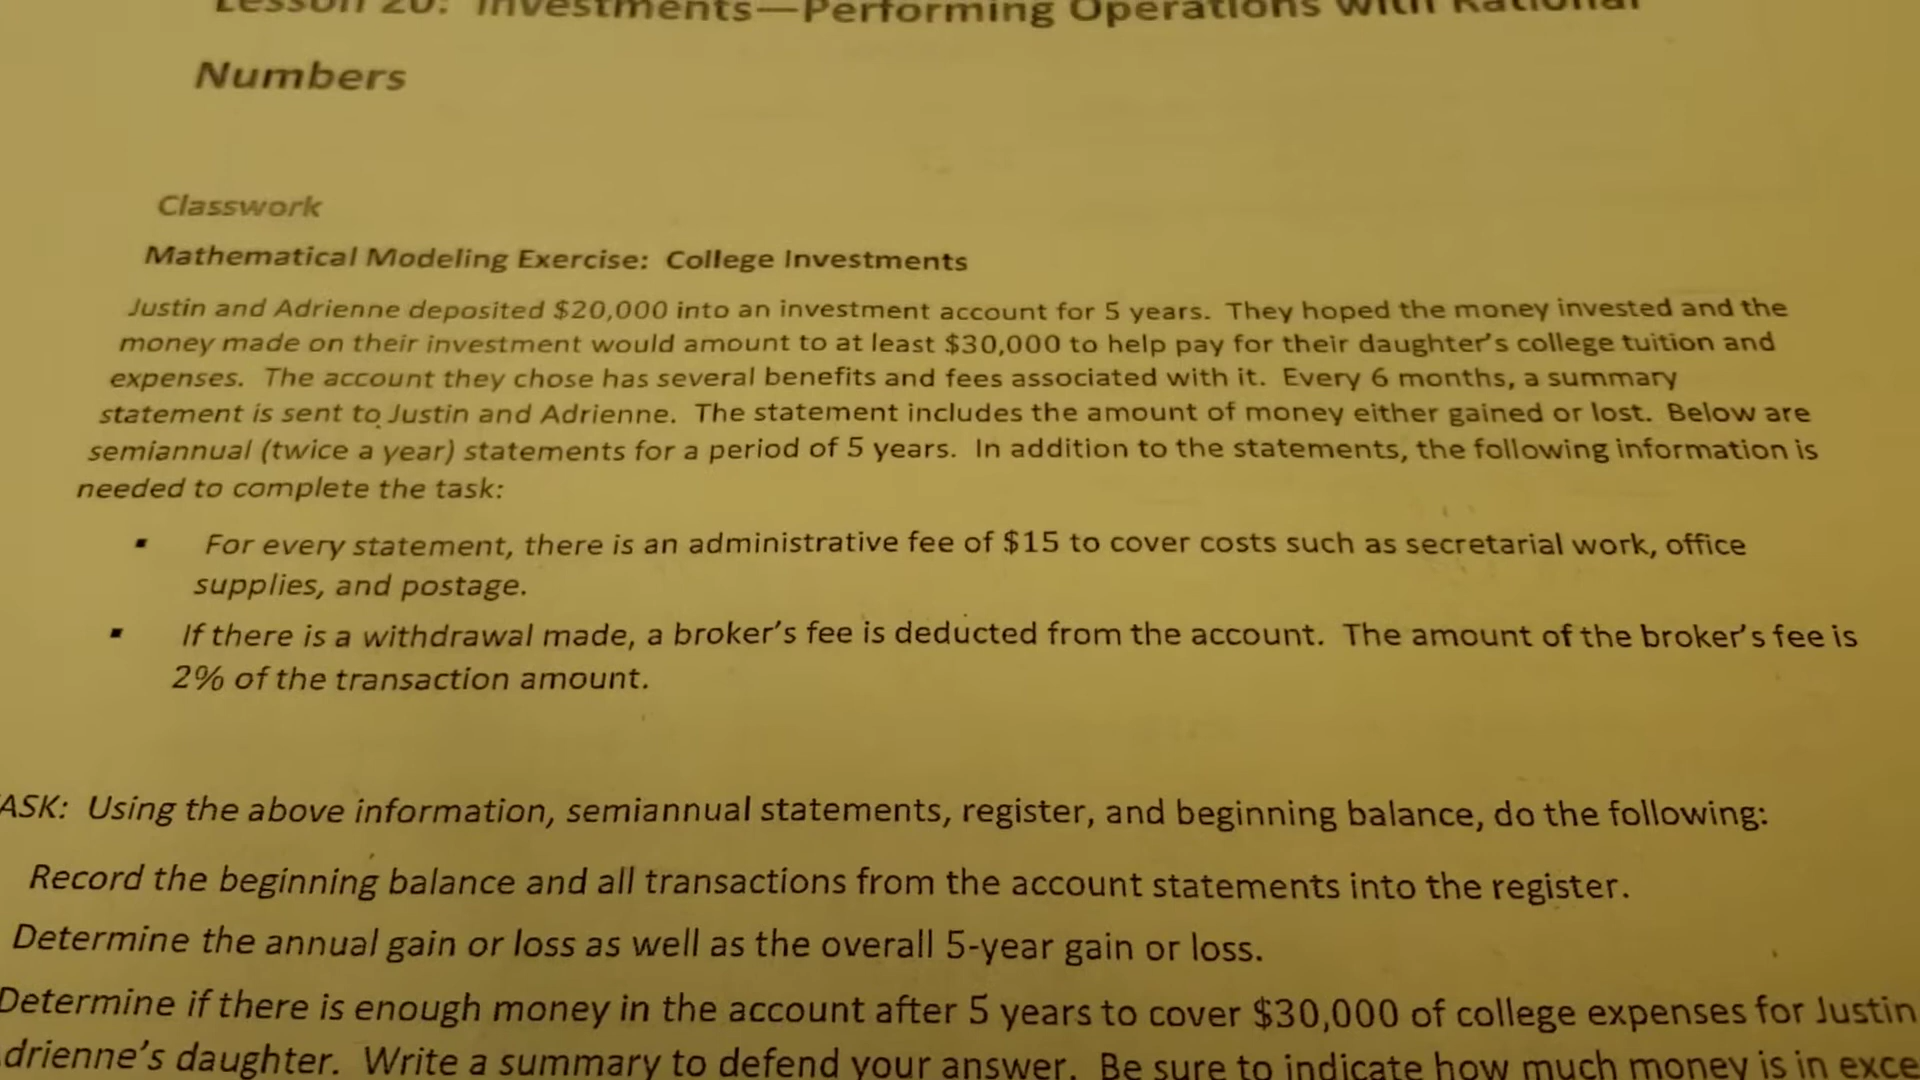 Lesson 20: Investments—Performing Operations with Rational
Numbers
Classwork
Mathematical Modeling Exercise: College Investments
Justin and Adrienne deposited $20,000 into an investment account for 5 years. They hoped the money invested and the
money made on their investment would amount to at least $30,000 to help pay for their daughter's college tuition and
expenses. The account they chose has several benefits and fees associated with it. Every 6 months, a summary
statement is sent to Justin and Adrienne. The statement includes the amount of money either gained or lost. Below are
semiannual (twice a year) statements for a period of 5 years. In addition to the statements, the following information is
needed to complete the task:
▪ For every statement, there is an administrative fee of $15 to cover costs such as secretarial work, office
supplies, and postage.
▪ If there is a withdrawal made, a broker's fee is deducted from the account. The amount of the broker's fee is
2% of the transaction amount.
ASK: Using the above information, semiannual statements, register, and beginning balance, do the following:
Record the beginning balance and all transactions from the account statements into the register.
Determine the annual gain or loss as well as the overall 5-year gain or loss.
Determine if there is enough money in the account after 5 years to cover $30,000 of college expenses for Justin
drienne's daughter. Write a summary to defend your answer. Be sure to indicate how much money is in exce